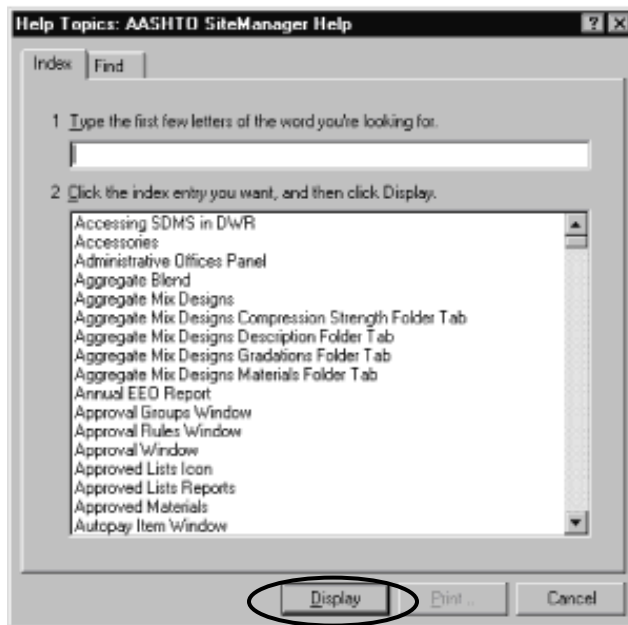 Help Topics: AASHTO SiteManager Help
Index Find
1 Type the first few letters of the word you're looking for.
2 Click the index entry you want, and then click Display.
Accessing SDMS in DWR
Accessories
Administrative Offices Panel
Aggregate Blend
Aggregate Mix Designs
Aggregate Mix Designs Compression Strength Folder Tab
Aggregate Mix Designs Description Folder Tab
Aggregate Mix Designs Gradations Folder Tab
Aggregate Mix Designs Materials Folder Tab
Annual EEO Report
Approval Groups Window
Approval Rules Window
Approval Window
Approved Lists Icon
Approved Lists Reports
Approved Materials
Autopay Item Window
Display Print... Cancel